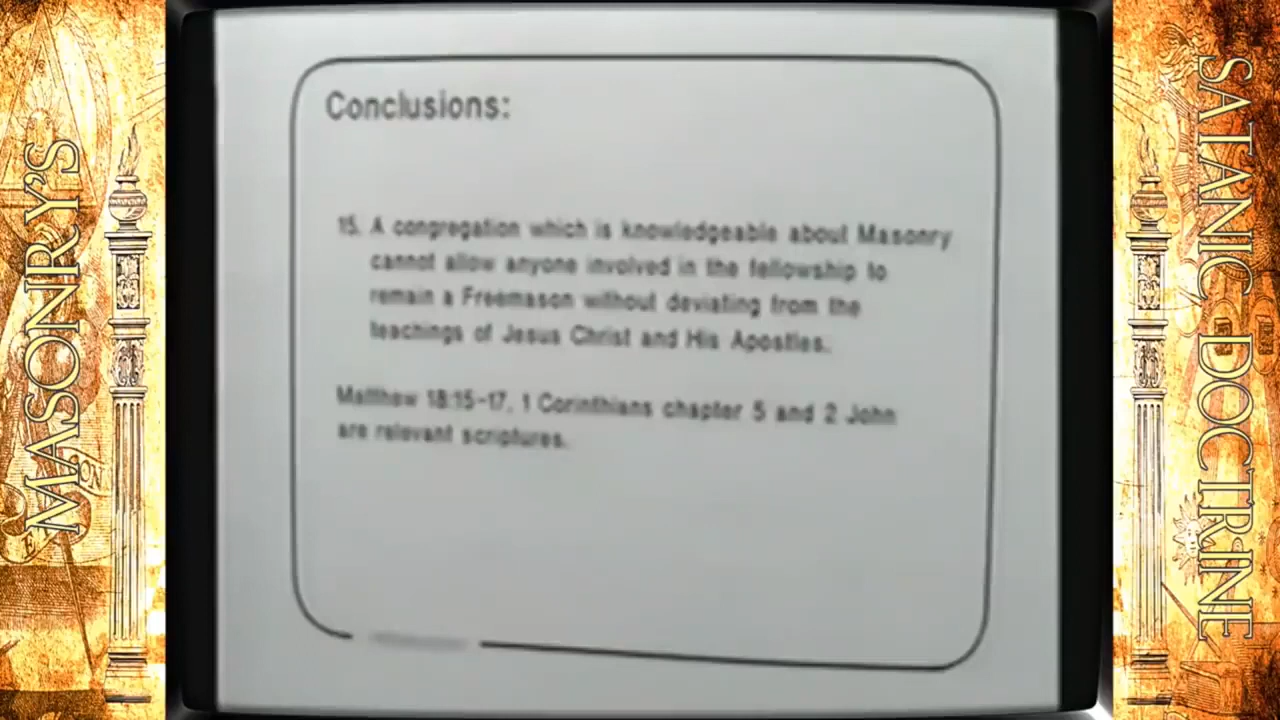 MASONRY'S
Conclusions:
15. A congregation which is knowledgeable about Masonry
cannot allow anyone involved in the fellowship to
remain a Freemason without deviating from the
teachings of Jesus Christ and His Apostles.
Matthew 18:15-17, 1 Corinthians chapter 5 and 2 John
are relevant scriptures.
SATANIC DOCTRINE